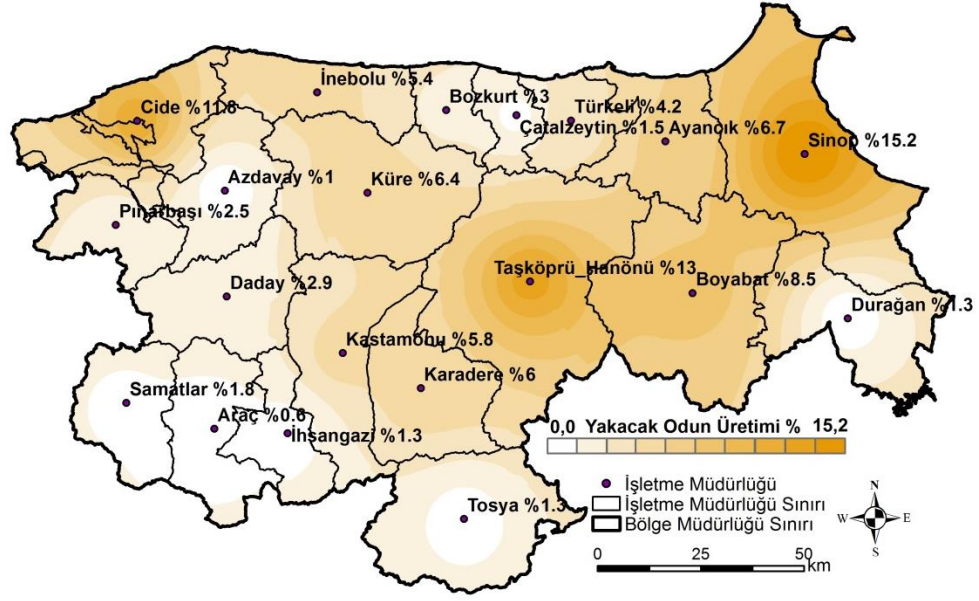 İnebolu %5.4
Cide %11.8
Bozkurt %3
Türkeli %4.2
Çatalzeytin %1.5
Ayancık %6.7
Sinop %15.2
Azdavay %1
Küre %6.4
Pınarbaşı %2.5
Taşköprü_Hanönü %13
Boyabat %8.5
Daday %2.9
Durağan %1.3
Kastamonu %5.8
Karadere %6
Samatlar %1.8
Araç %0.6
İhsangazi %1.3
Tosya %1.3
0,0 Yakacak Odun Üretimi % 15,2
İşletme Müdürlüğü
İşletme Müdürlüğü Sınırı
Bölge Müdürlüğü Sınırı
N
W E
S
0 25 50
km